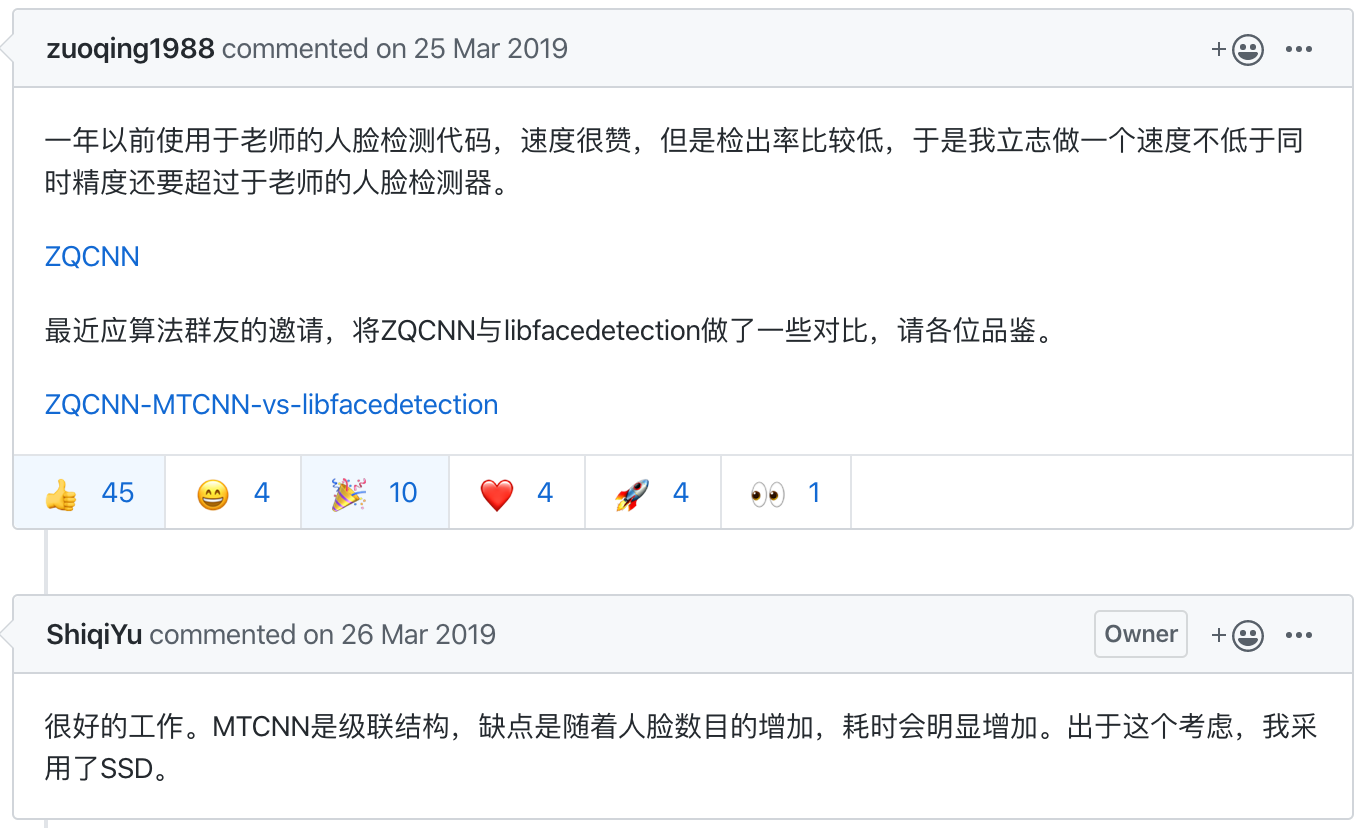 zuoqing1988 commented on 25 Mar 2019
一年以前使用于老师的人脸检测代码，速度很赞，但是检出率比较低，于是我立志做一个速度不低于同
时精度还要超过于老师的人脸检测器。
ZQCNN
最近应算法群友的邀请，将ZQCNN与libfacedetection做了一些对比，请各位品鉴。
ZQCNN-MTCNN-vs-libfacedetection
👍 45 😄 4 🎉 10 ❤️ 4 🚀 4 👀 1
ShiqiYu commented on 26 Mar 2019 Owner
很好的工作。MTCNN是级联结构，缺点是随着人脸数目的增加，耗时会明显增加。出于这个考虑，我采
用了SSD。